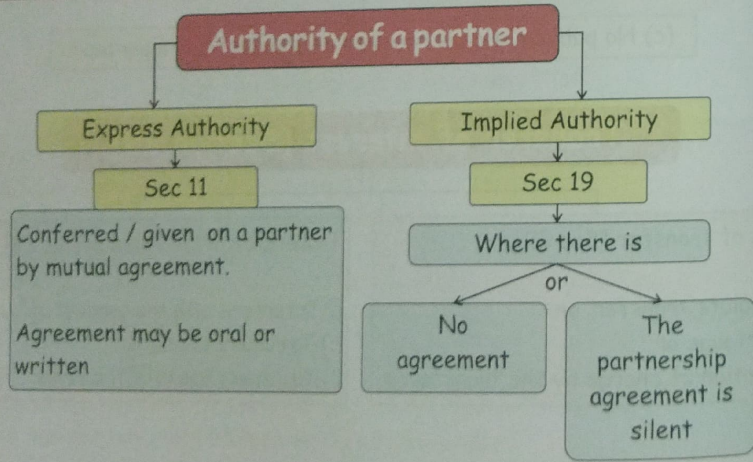 Authority of a partner
Express Authority
Sec 11
Conferred / given on a partner
by mutual agreement.
Agreement may be oral or
written
Implied Authority
Sec 19
Where there is
or
No
agreement
The
partnership
agreement is
silent